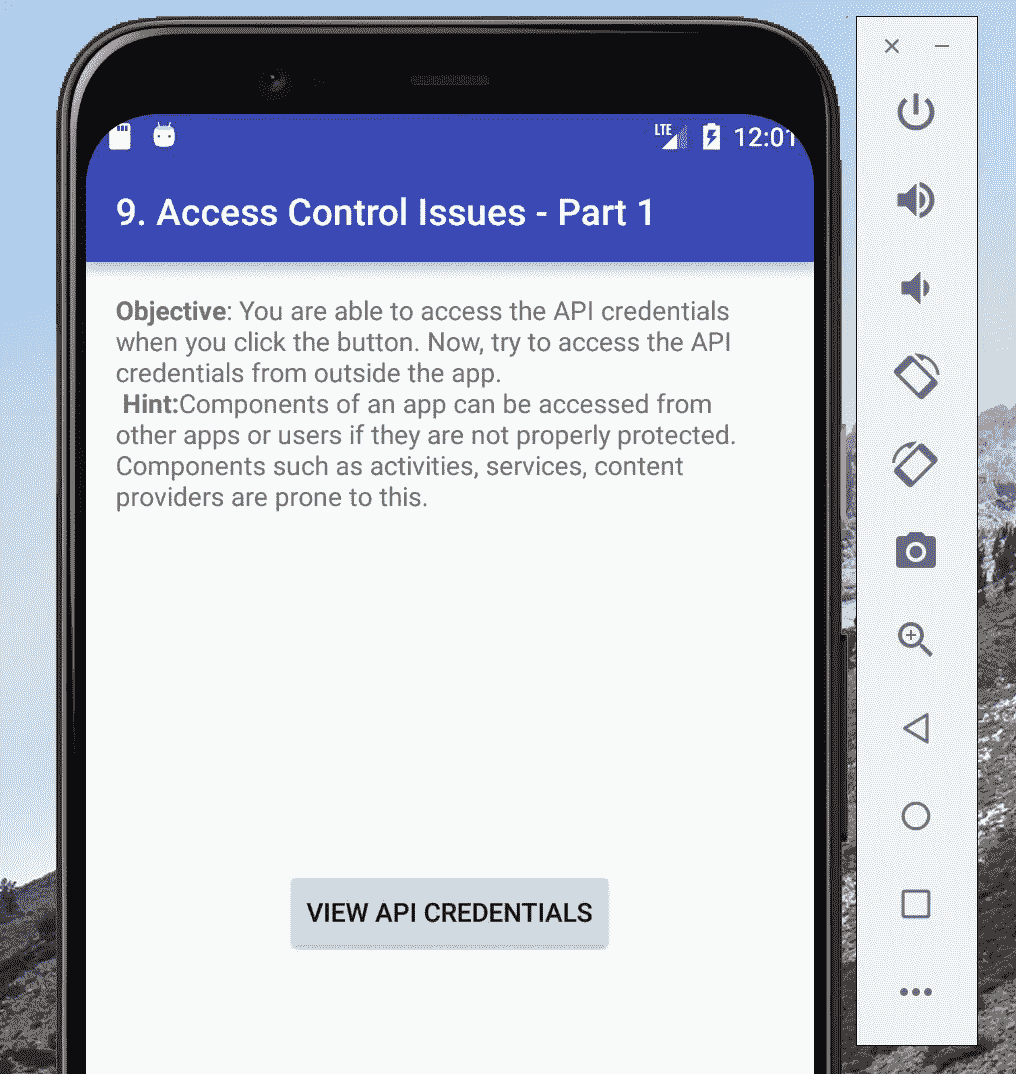 LTE 12:01
9. Access Control Issues - Part 1
Objective: You are able to access the API credentials
when you click the button. Now, try to access the API
credentials from outside the app.
Hint:Components of an app can be accessed from
other apps or users if they are not properly protected.
Components such as activities, services, content
providers are prone to this.
VIEW API CREDENTIALS